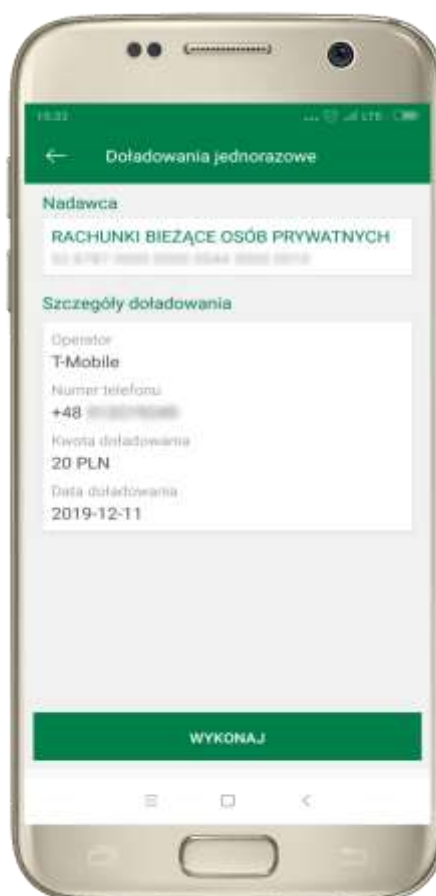 Doładowania jednorazowe
Nadawca
RACHUNKI BIEŻĄCE OSÓB PRYWATNYCH
Szczegóły doładowania
Operator
T-Mobile
Numer telefonu
+48
Kwota doładowania
20 PLN
Data doładowania
2019-12-11
WYKONAJ